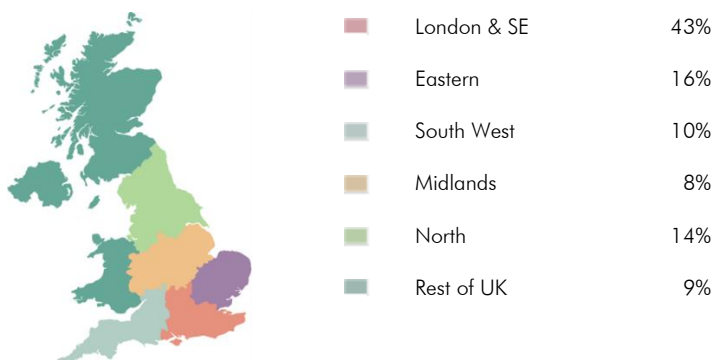 London & SE 43%
Eastern 16%
South West 10%
Midlands 8%
North 14%
Rest of UK 9%